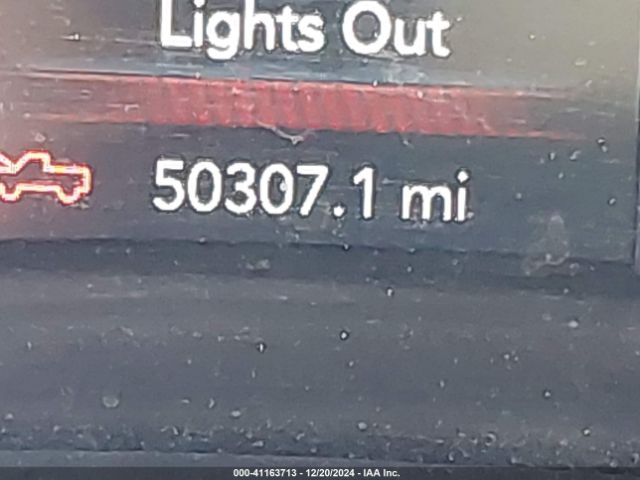 Lights Out
50307.1 mi
000-41163713 - 12/20/2024 - IAA Inc.